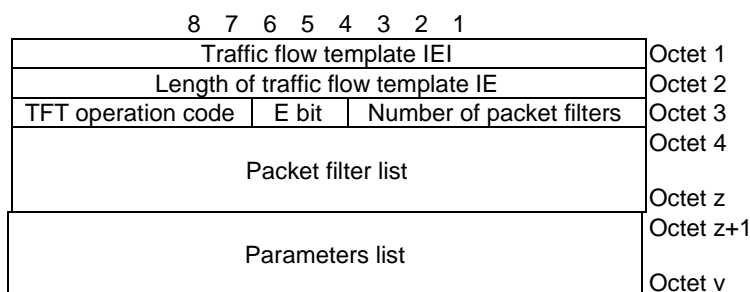 8 7 6 5 4 3 2 1
Traffic flow template IEI Octet 1
Length of traffic flow template IE Octet 2
TFT operation code E bit Number of packet filters Octet 3
Octet 4
Packet filter list
Octet z
Octet z+1
Parameters list
Octet v